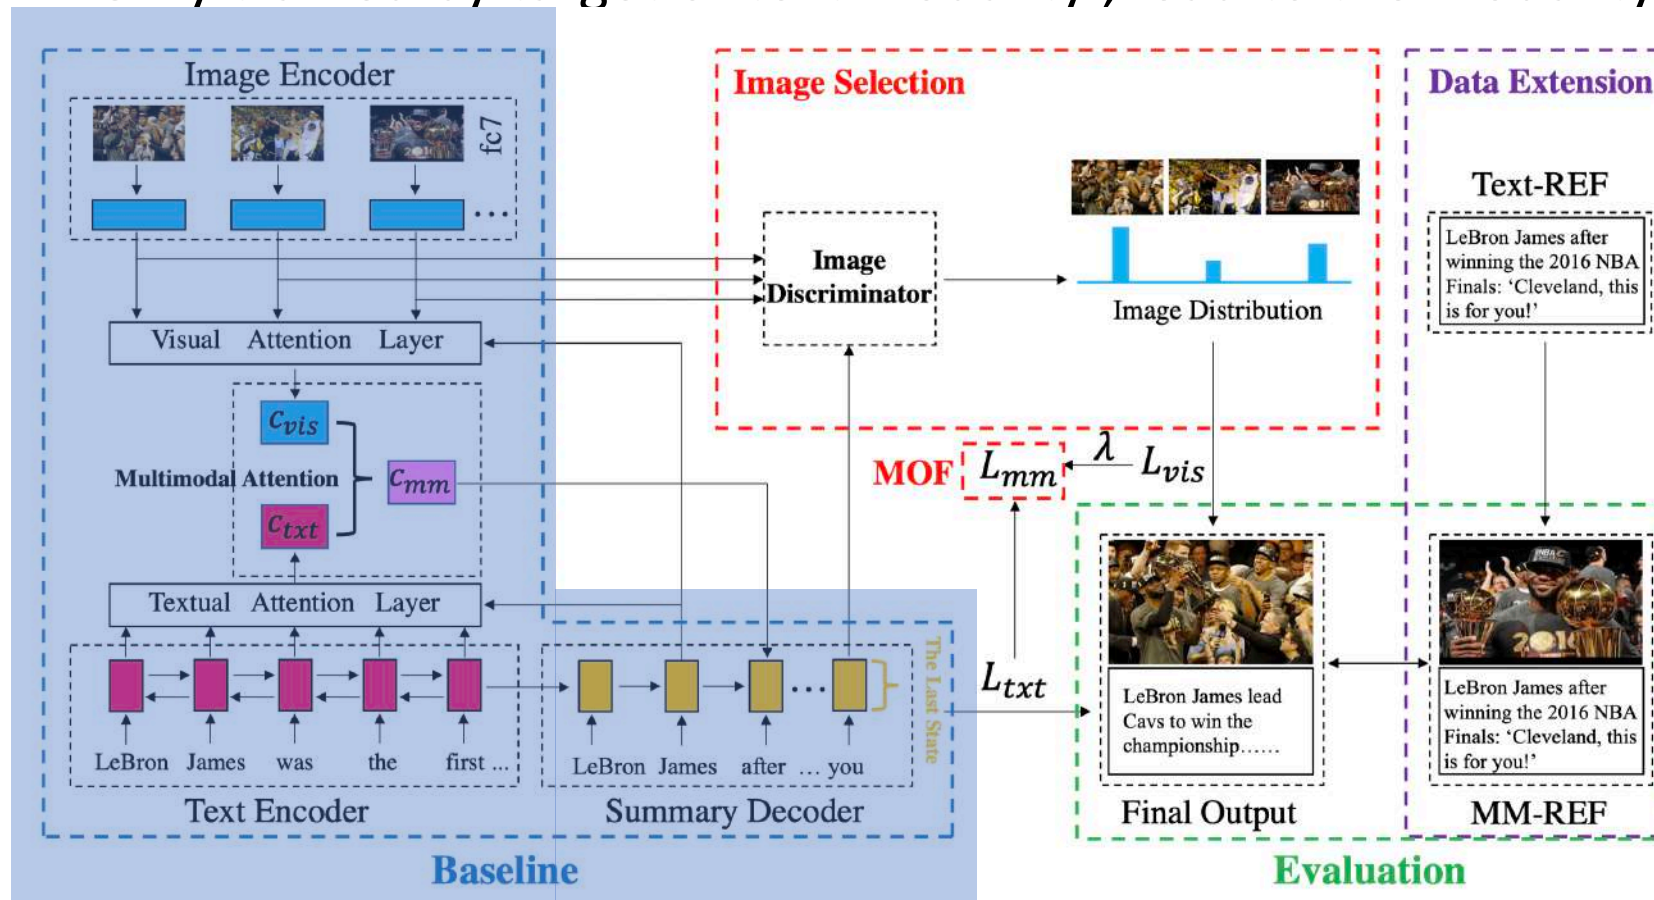 Image Encoder
fc7
Visual Attention Layer
C_vis
Multimodal Attention
C_mm
C_txt
Textual Attention Layer
LeBron James was the first ...
Text Encoder
LeBron James after ... you
Summary Decoder
The Last State
Baseline
Image Selection
Image
Discriminator
Image Distribution
MOF
L_mm
λ
L_vis
L_txt
LeBron James lead
Cavs to win the
championship......
Final Output
Evaluation
Data Extension
Text-REF
LeBron James after
winning the 2016 NBA
Finals: ‘Cleveland, this
is for you!’
LeBron James after
winning the 2016 NBA
Finals: ‘Cleveland, this
is for you!’
MM-REF